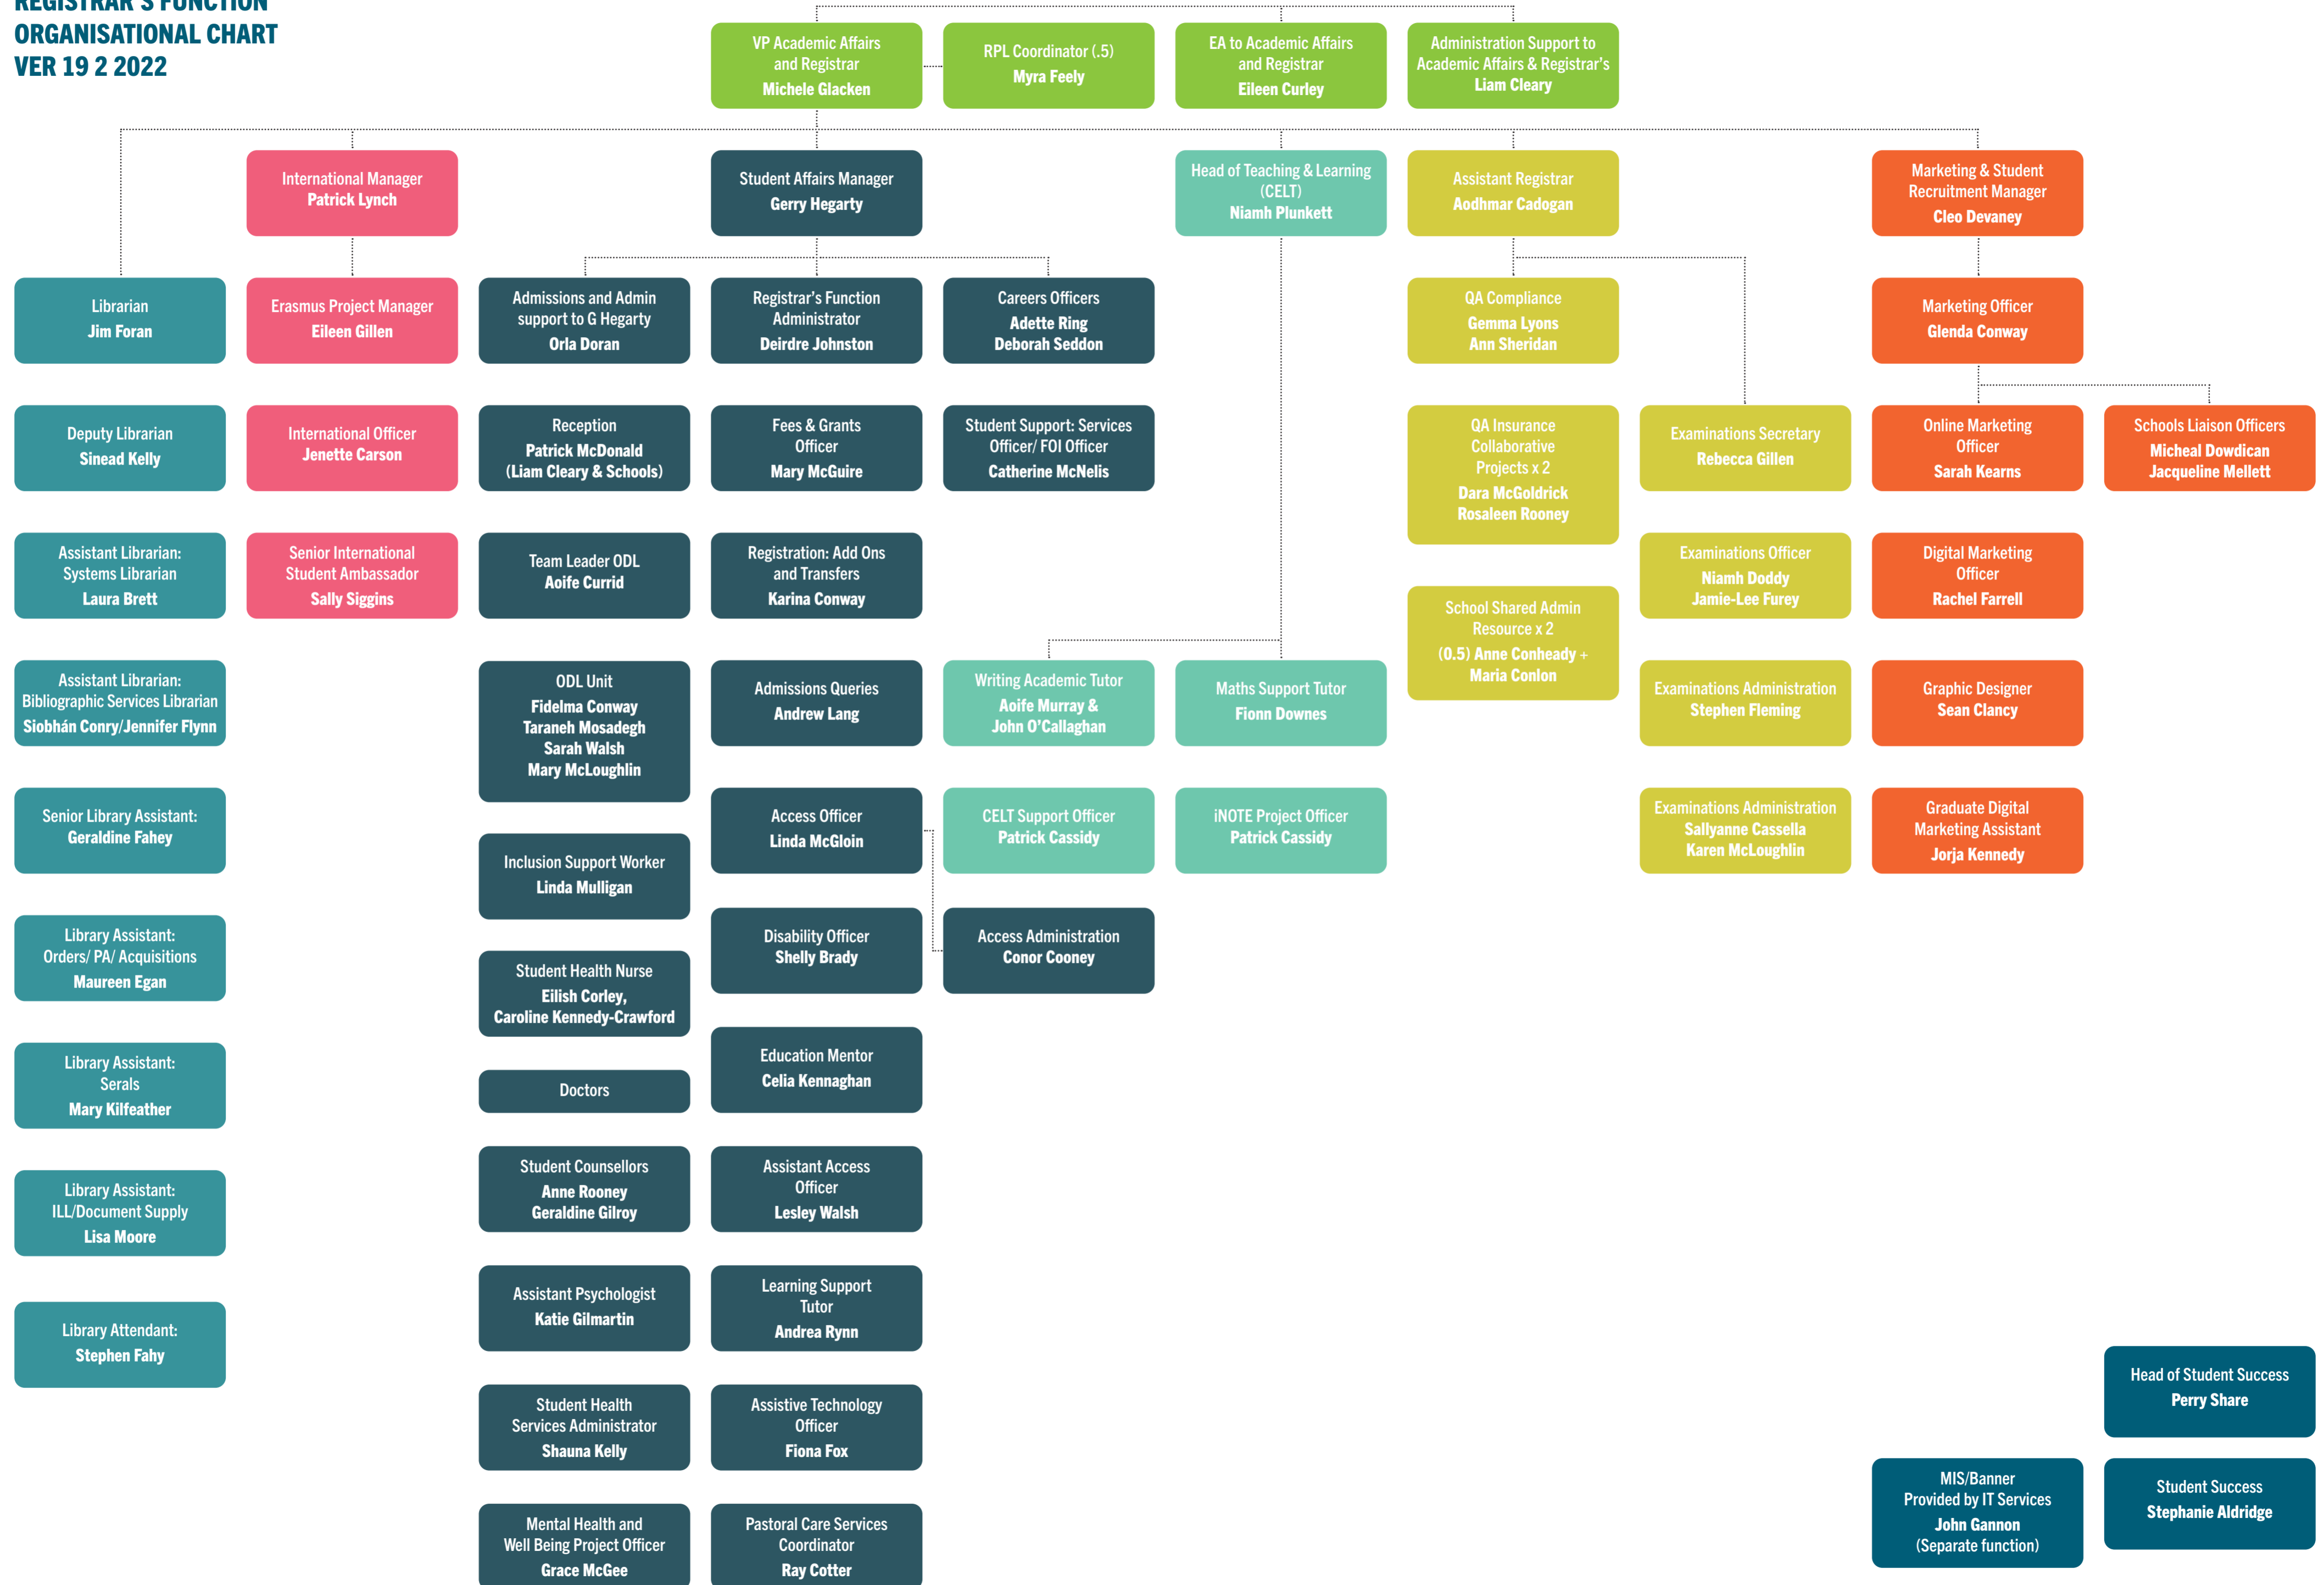 REGISTRAR'S FUNCTION
ORGANISATIONAL CHART
VER 19 2 2022
VP Academic Affairs
and Registrar
Michele Glacken
RPL Coordinator (.5)
Myra Feely
EA to Academic Affairs
and Registrar
Eileen Curley
Administration Support to
Academic Affairs & Registrar's
Liam Cleary
International Manager
Patrick Lynch
Student Affairs Manager
Gerry Hegarty
Head of Teaching & Learning
(CELT)
Niamh Plunkett
Assistant Registrar
Aodhmar Cadogan
Marketing & Student
Recruitment Manager
Cleo Devaney
Librarian
Jim Foran
Erasmus Project Manager
Eileen Gillen
Admissions and Admin
support to G Hegarty
Orla Doran
Registrar's Function
Administrator
Deirdre Johnston
Careers Officers
Adette Ring
Deborah Seddon
QA Compliance
Gemma Lyons
Ann Sheridan
Marketing Officer
Glenda Conway
Deputy Librarian
Sinead Kelly
International Officer
Jenette Carson
Reception
Patrick McDonald
(Liam Cleary & Schools)
Fees & Grants
Officer
Mary McGuire
Student Support: Services
Officer/ FOI Officer
Catherine McNelis
QA Insurance
Collaborative
Projects x 2
Dara McGoldrick
Rosaleen Rooney
Examinations Secretary
Rebecca Gillen
Online Marketing
Officer
Sarah Kearns
Schools Liaison Officers
Micheal Dowdican
Jacqueline Mellett
Assistant Librarian:
Systems Librarian
Laura Brett
Senior International
Student Ambassador
Sally Siggins
Team Leader ODL
Aoife Currid
Registration: Add Ons
and Transfers
Karina Conway
School Shared Admin
Resource x 2
(0.5) Anne Conheady +
Maria Conlon
Examinations Officer
Niamh Doddy
Jamie-Lee Furey
Digital Marketing
Officer
Rachel Farrell
Assistant Librarian:
Bibliographic Services Librarian
Siobhán Conry/Jennifer Flynn
ODL Unit
Fidelma Conway
Taraneh Mosadegh
Sarah Walsh
Mary McLoughlin
Admissions Queries
Andrew Lang
Writing Academic Tutor
Aoife Murray &
John O'Callaghan
Maths Support Tutor
Fionn Downes
Examinations Administration
Stephen Fleming
Graphic Designer
Sean Clancy
Senior Library Assistant:
Geraldine Fahey
Access Officer
Linda McGloin
CELT Support Officer
Patrick Cassidy
iNOTE Project Officer
Patrick Cassidy
Examinations Administration
Sallyanne Cassella
Karen McLoughlin
Graduate Digital
Marketing Assistant
Jorja Kennedy
Inclusion Support Worker
Linda Mulligan
Library Assistant:
Orders/ PA/ Acquisitions
Maureen Egan
Disability Officer
Shelly Brady
Access Administration
Conor Cooney
Student Health Nurse
Eilish Corley,
Caroline Kennedy-Crawford
Library Assistant:
Serals
Mary Kilfeather
Education Mentor
Celia Kennaghan
Doctors
Library Assistant:
ILL/Document Supply
Lisa Moore
Student Counsellors
Anne Rooney
Geraldine Gilroy
Assistant Access
Officer
Lesley Walsh
Library Attendant:
Stephen Fahy
Assistant Psychologist
Katie Gilmartin
Learning Support
Tutor
Andrea Rynn
Head of Student Success
Perry Share
Student Health
Services Administrator
Shauna Kelly
Assistive Technology
Officer
Fiona Fox
MIS/Banner
Provided by IT Services
John Gannon
(Separate function)
Student Success
Stephanie Aldridge
Mental Health and
Well Being Project Officer
Grace McGee
Pastoral Care Services
Coordinator
Ray Cotter